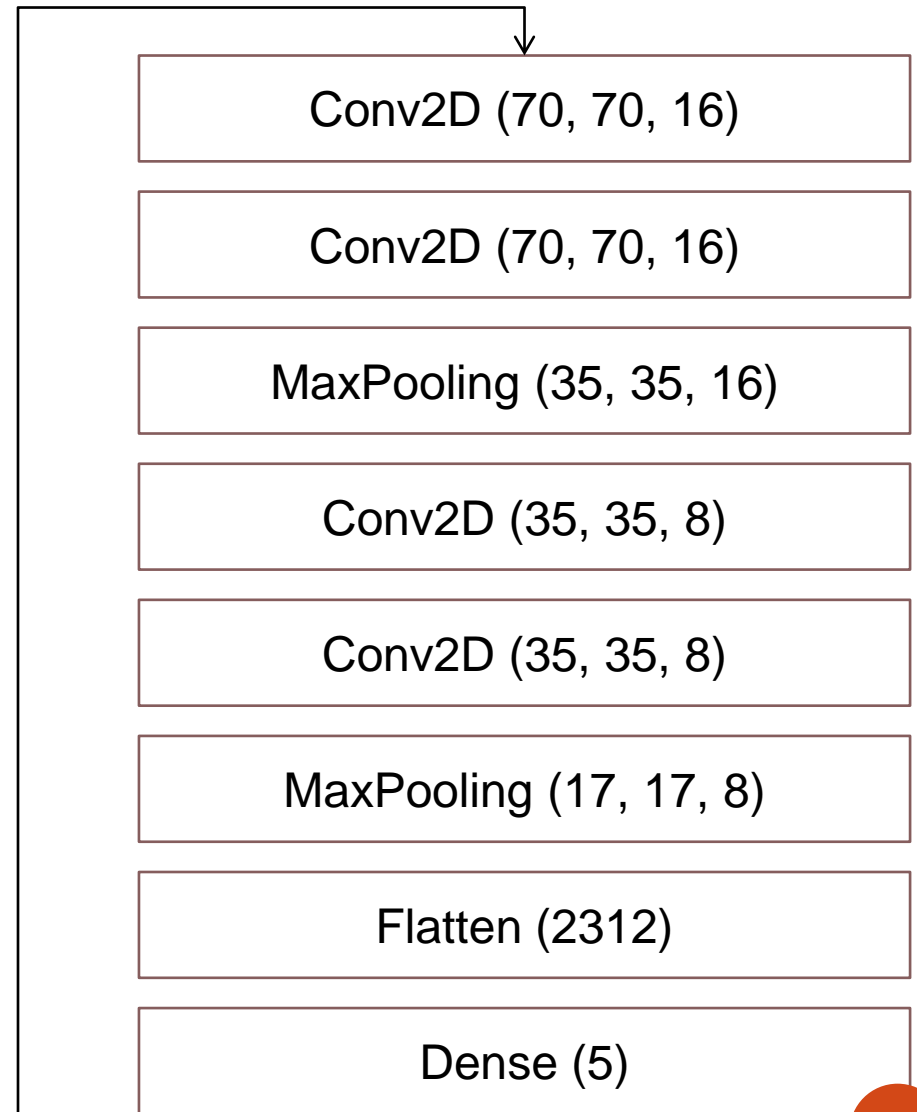 Conv2D (70, 70, 16)
Conv2D (70, 70, 16)
MaxPooling (35, 35, 16)
Conv2D (35, 35, 8)
Conv2D (35, 35, 8)
MaxPooling (17, 17, 8)
Flatten (2312)
Dense (5)